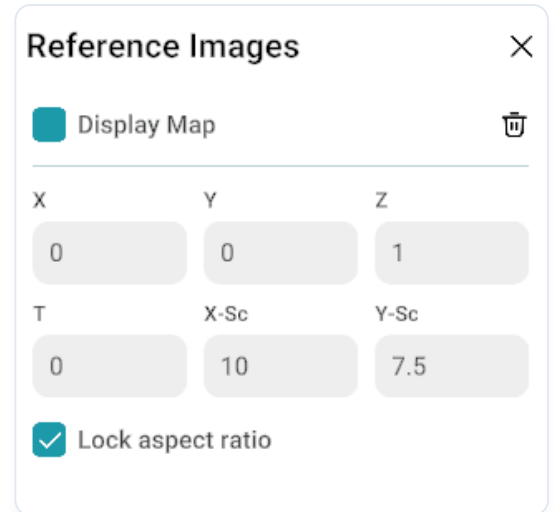 Reference Images
Display Map
X Y Z
0 0 1
T X-Sc Y-Sc
0 10 7.5
Lock aspect ratio